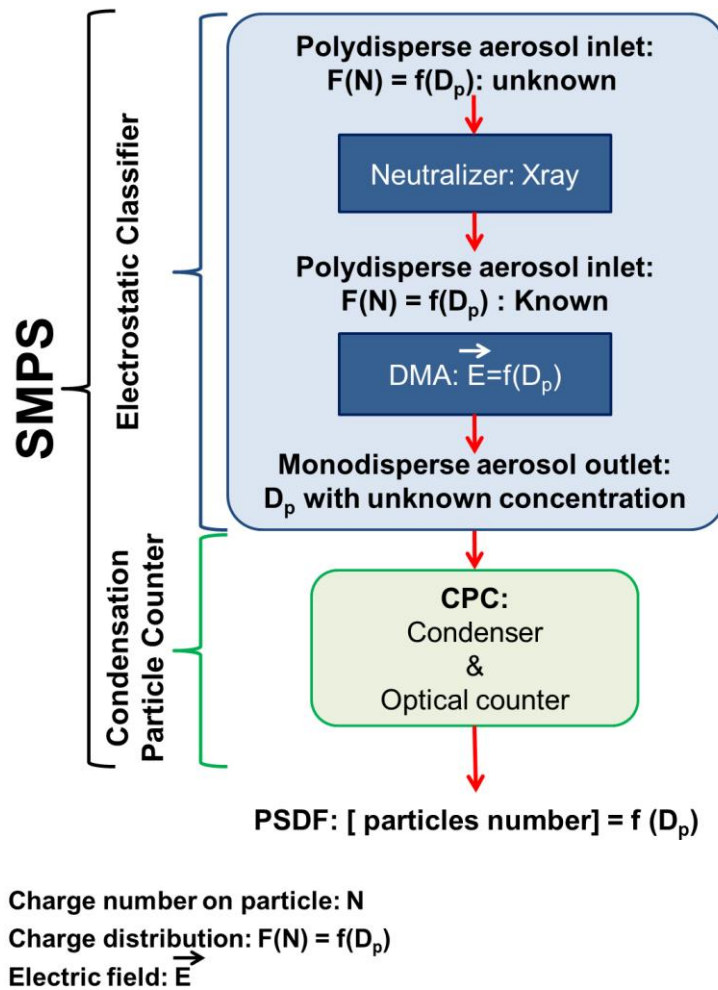 SMPS
Electrostatic Classifier
Condensation
Particle Counter
Polydisperse aerosol inlet:
F(N) = f(Dp): unknown
Neutralizer: Xray
Polydisperse aerosol inlet:
F(N) = f(Dp) : Known
DMA: E=f(Dp)
Monodisperse aerosol outlet:
Dp with unknown concentration
CPC:
Condenser
&
Optical counter
PSDF: [ particles number] = f (Dp)
Charge number on particle: N
Charge distribution: F(N) = f(Dp)
Electric field: E